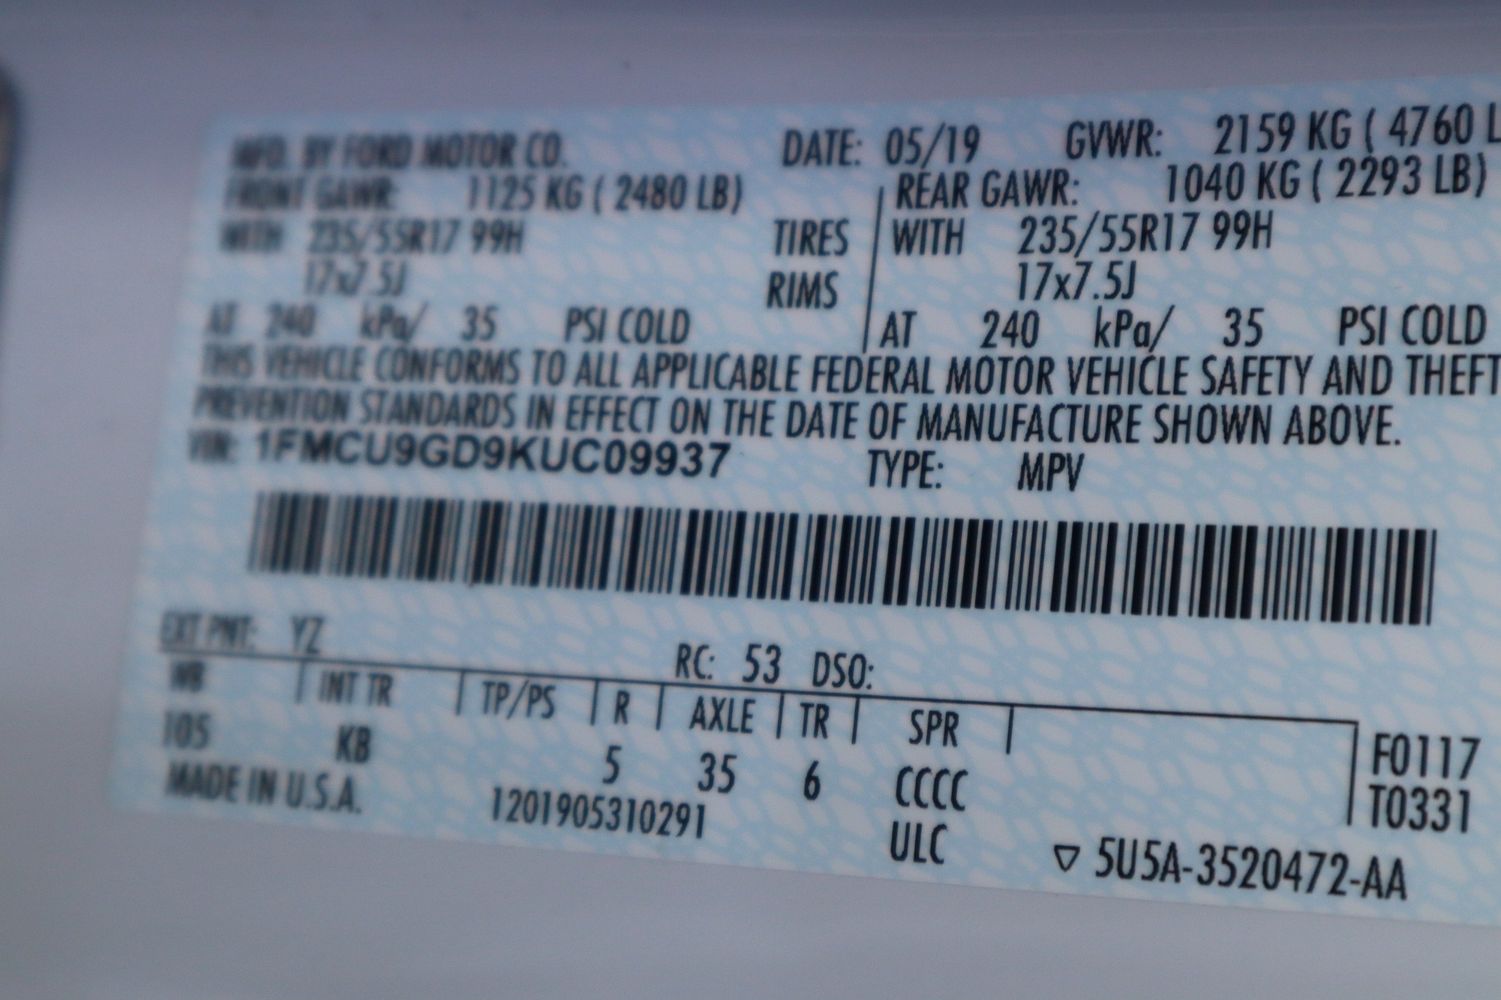 MFD. BY FORD MOTOR CO. DATE: 05/19 GVWR: 2159 KG ( 4760 L
FRONT GAWR: 1125 KG ( 2480 LB) REAR GAWR: 1040 KG ( 2293 LB)
WITH 235/55R17 99H TIRES WITH 235/55R17 99H
17x7.5J RIMS 17x7.5J
AT 240 kPa/ 35 PSI COLD AT 240 kPa/ 35 PSI COLD
THIS VEHICLE CONFORMS TO ALL APPLICABLE FEDERAL MOTOR VEHICLE SAFETY AND THEFT
PREVENTION STANDARDS IN EFFECT ON THE DATE OF MANUFACTURE SHOWN ABOVE.
VIN: 1FMCU9GD9KUC09937 TYPE: MPV
EXT PNT: YZ RC: 53 DSO:
WB INT TR TP/PS R AXLE TR SPR
105 KB 5 35 6 CCCC F0117
T0331
MADE IN U.S.A. 1201905310291 ULC ▽ 5U5A-3520472-AA